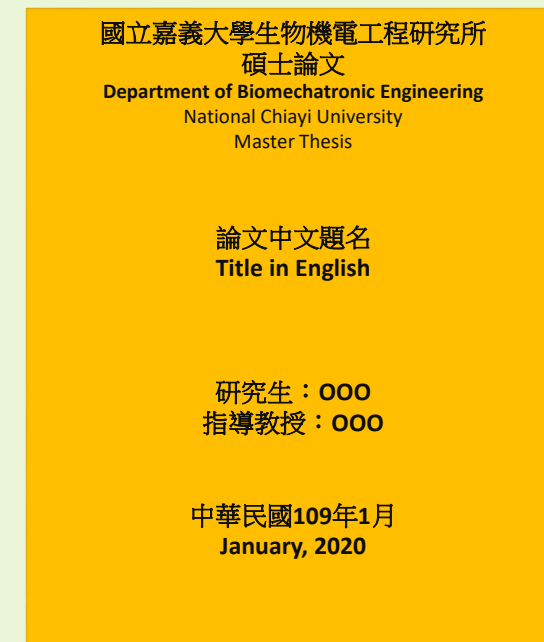 國立嘉義大學生物機電工程研究所
碩士論文
Department of Biomechatronic Engineering
National Chiayi University
Master Thesis
論文中文題名
Title in English
研究生：OOO
指導教授：OOO
中華民國109年1月
January, 2020